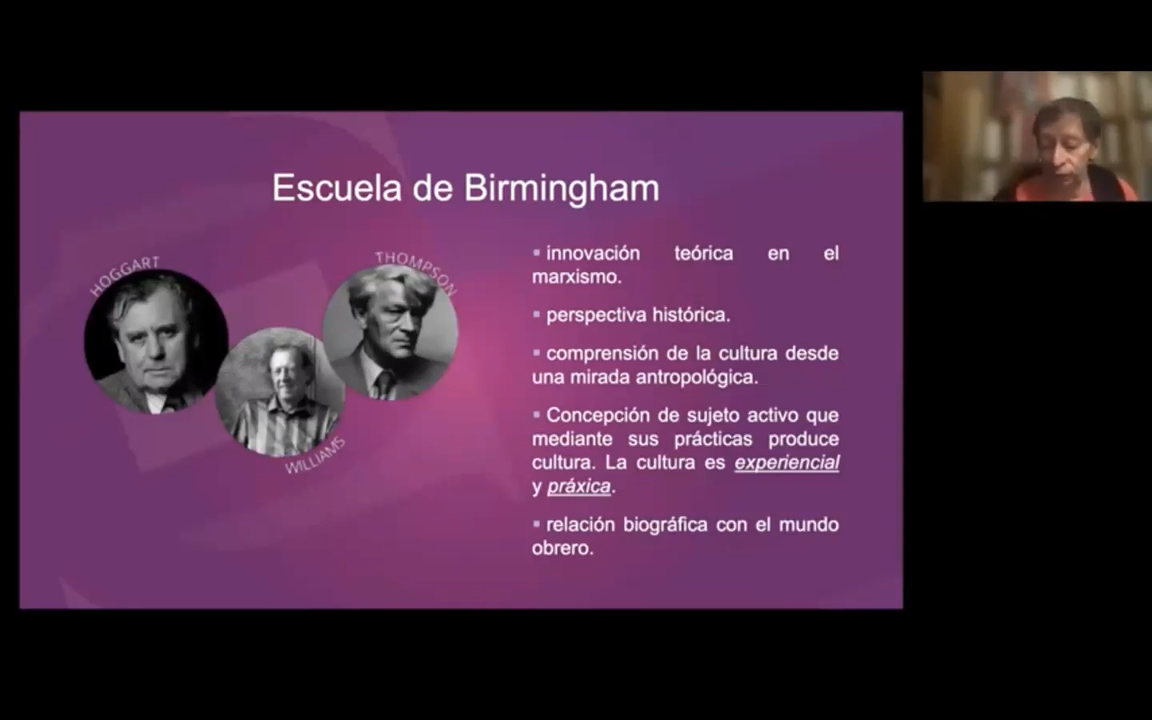 Escuela de Birmingham
HOGGART
THOMPSON
WILLIAMS
▪ innovación teórica en el
marxismo.
▪ perspectiva histórica.
▪ comprensión de la cultura desde
una mirada antropológica.
▪ Concepción de sujeto activo que
mediante sus prácticas produce
cultura. La cultura es experiencial
y práxica.
▪ relación biográfica con el mundo
obrero.